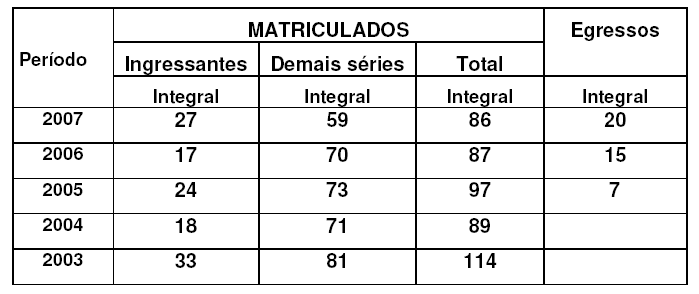 MATRICULADOS Egressos
Período
Ingressantes Demais séries Total
Integral Integral Integral Integral
2007 27 59 86 20
2006 17 70 87 15
2005 24 73 97 7
2004 18 71 89
2003 33 81 114